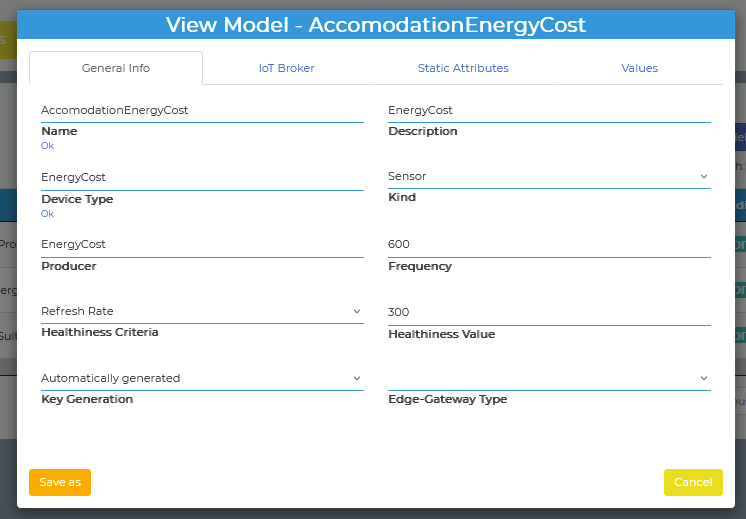 View Model - AccomodationEnergyCost
General Info
IoT Broker
Static Attributes
Values
AccomodationEnergyCost
Name
Ok
EnergyCost
Description
EnergyCost
Device Type
Ok
Sensor
Kind
EnergyCost
Producer
600
Frequency
Refresh Rate
Healthiness Criteria
300
Healthiness Value
Automatically generated
Key Generation
Edge-Gateway Type
Save as
Cancel